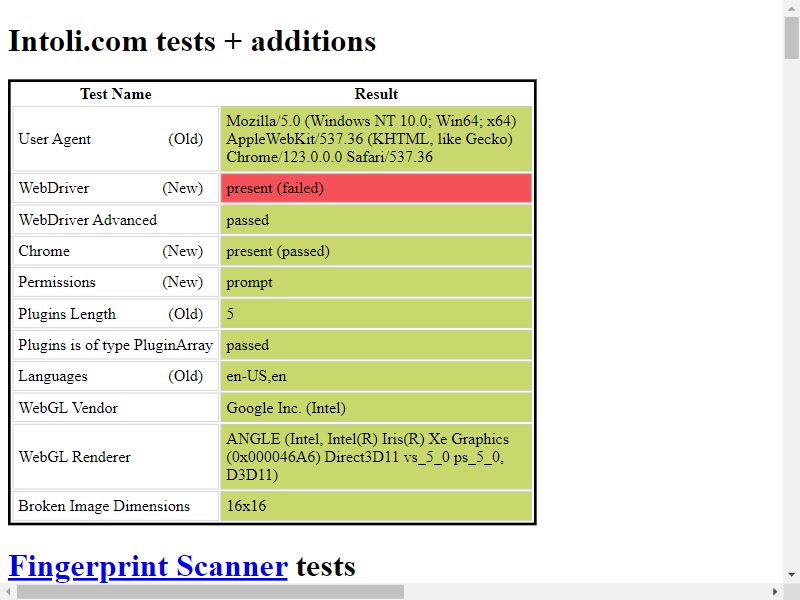 Intoli.com tests + additions
Test Name Result
User Agent (Old) Mozilla/5.0 (Windows NT 10.0; Win64; x64)
AppleWebKit/537.36 (KHTML, like Gecko)
Chrome/123.0.0.0 Safari/537.36
WebDriver (New) present (failed)
WebDriver Advanced passed
Chrome (New) present (passed)
Permissions (New) prompt
Plugins Length (Old) 5
Plugins is of type PluginArray passed
Languages (Old) en-US,en
WebGL Vendor Google Inc. (Intel)
WebGL Renderer ANGLE (Intel, Intel(R) Iris(R) Xe Graphics
(0x000046A6) Direct3D11 vs_5_0 ps_5_0,
D3D11)
Broken Image Dimensions 16x16
Fingerprint Scanner tests